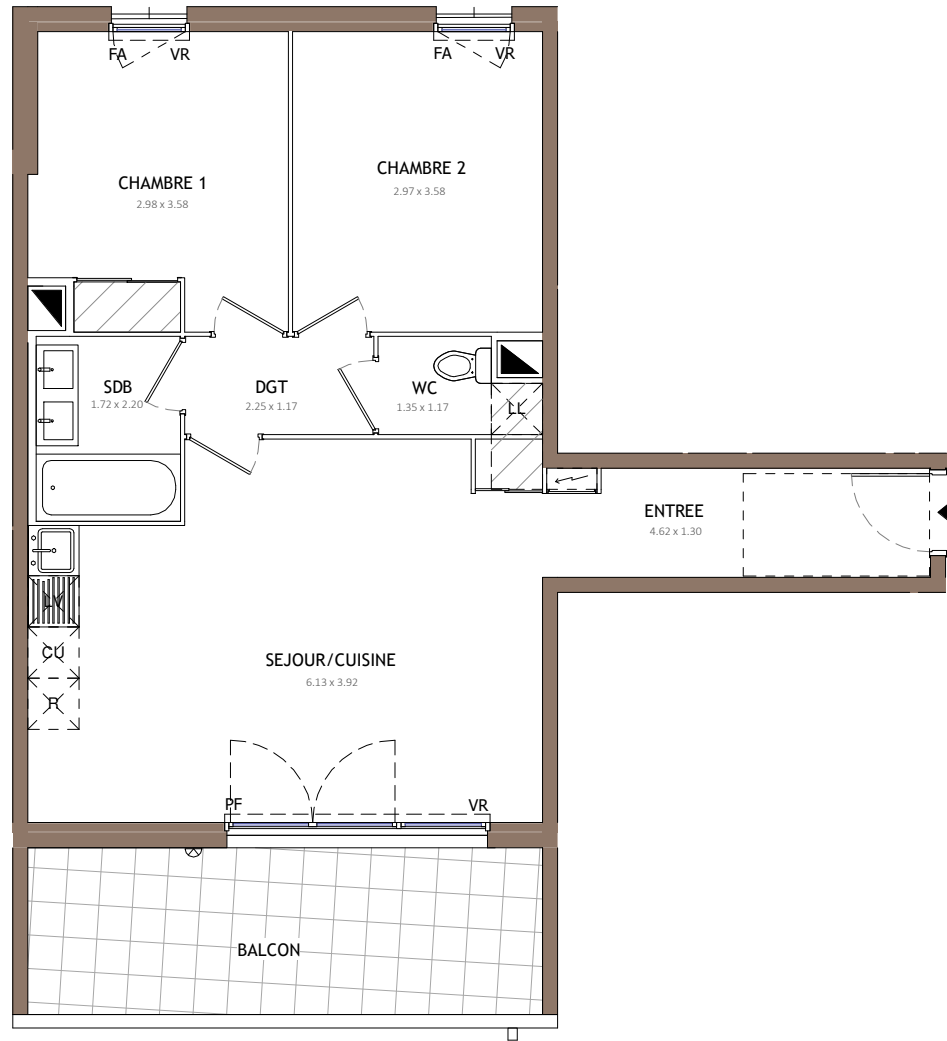 FA VR
FA VR
CHAMBRE 1
2.98 x 3.58
CHAMBRE 2
2.97 x 3.58
SDB
1.72 x 2.20
DGT
2.25 x 1.17
WC
1.35 x 1.17
LL
ENTREE
4.62 x 1.30
LV
CU
R
SEJOUR/CUISINE
6.13 x 3.92
PF VR
BALCON